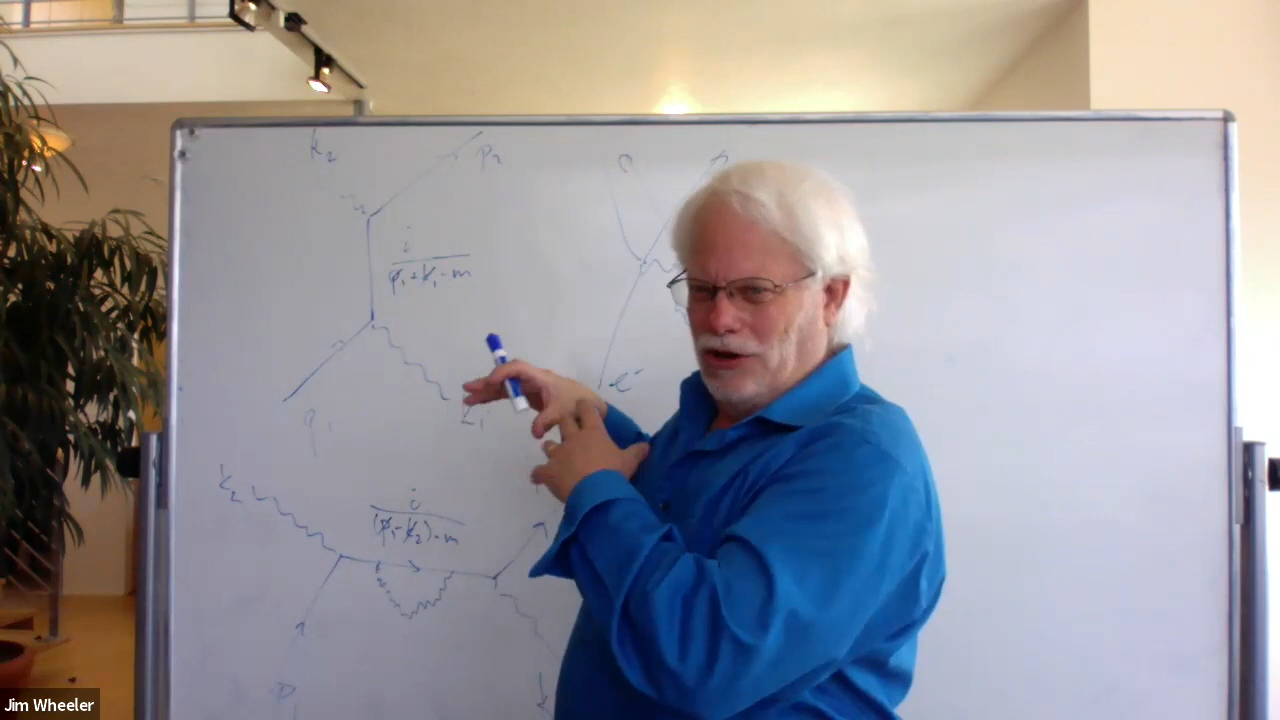 k₂ p₂
i
p̸₁ + k̸₁ - m
p₁
k₁
e⁻
k₂
i
(p̸₁ - k̸₂) - m
p
k
Jim Wheeler